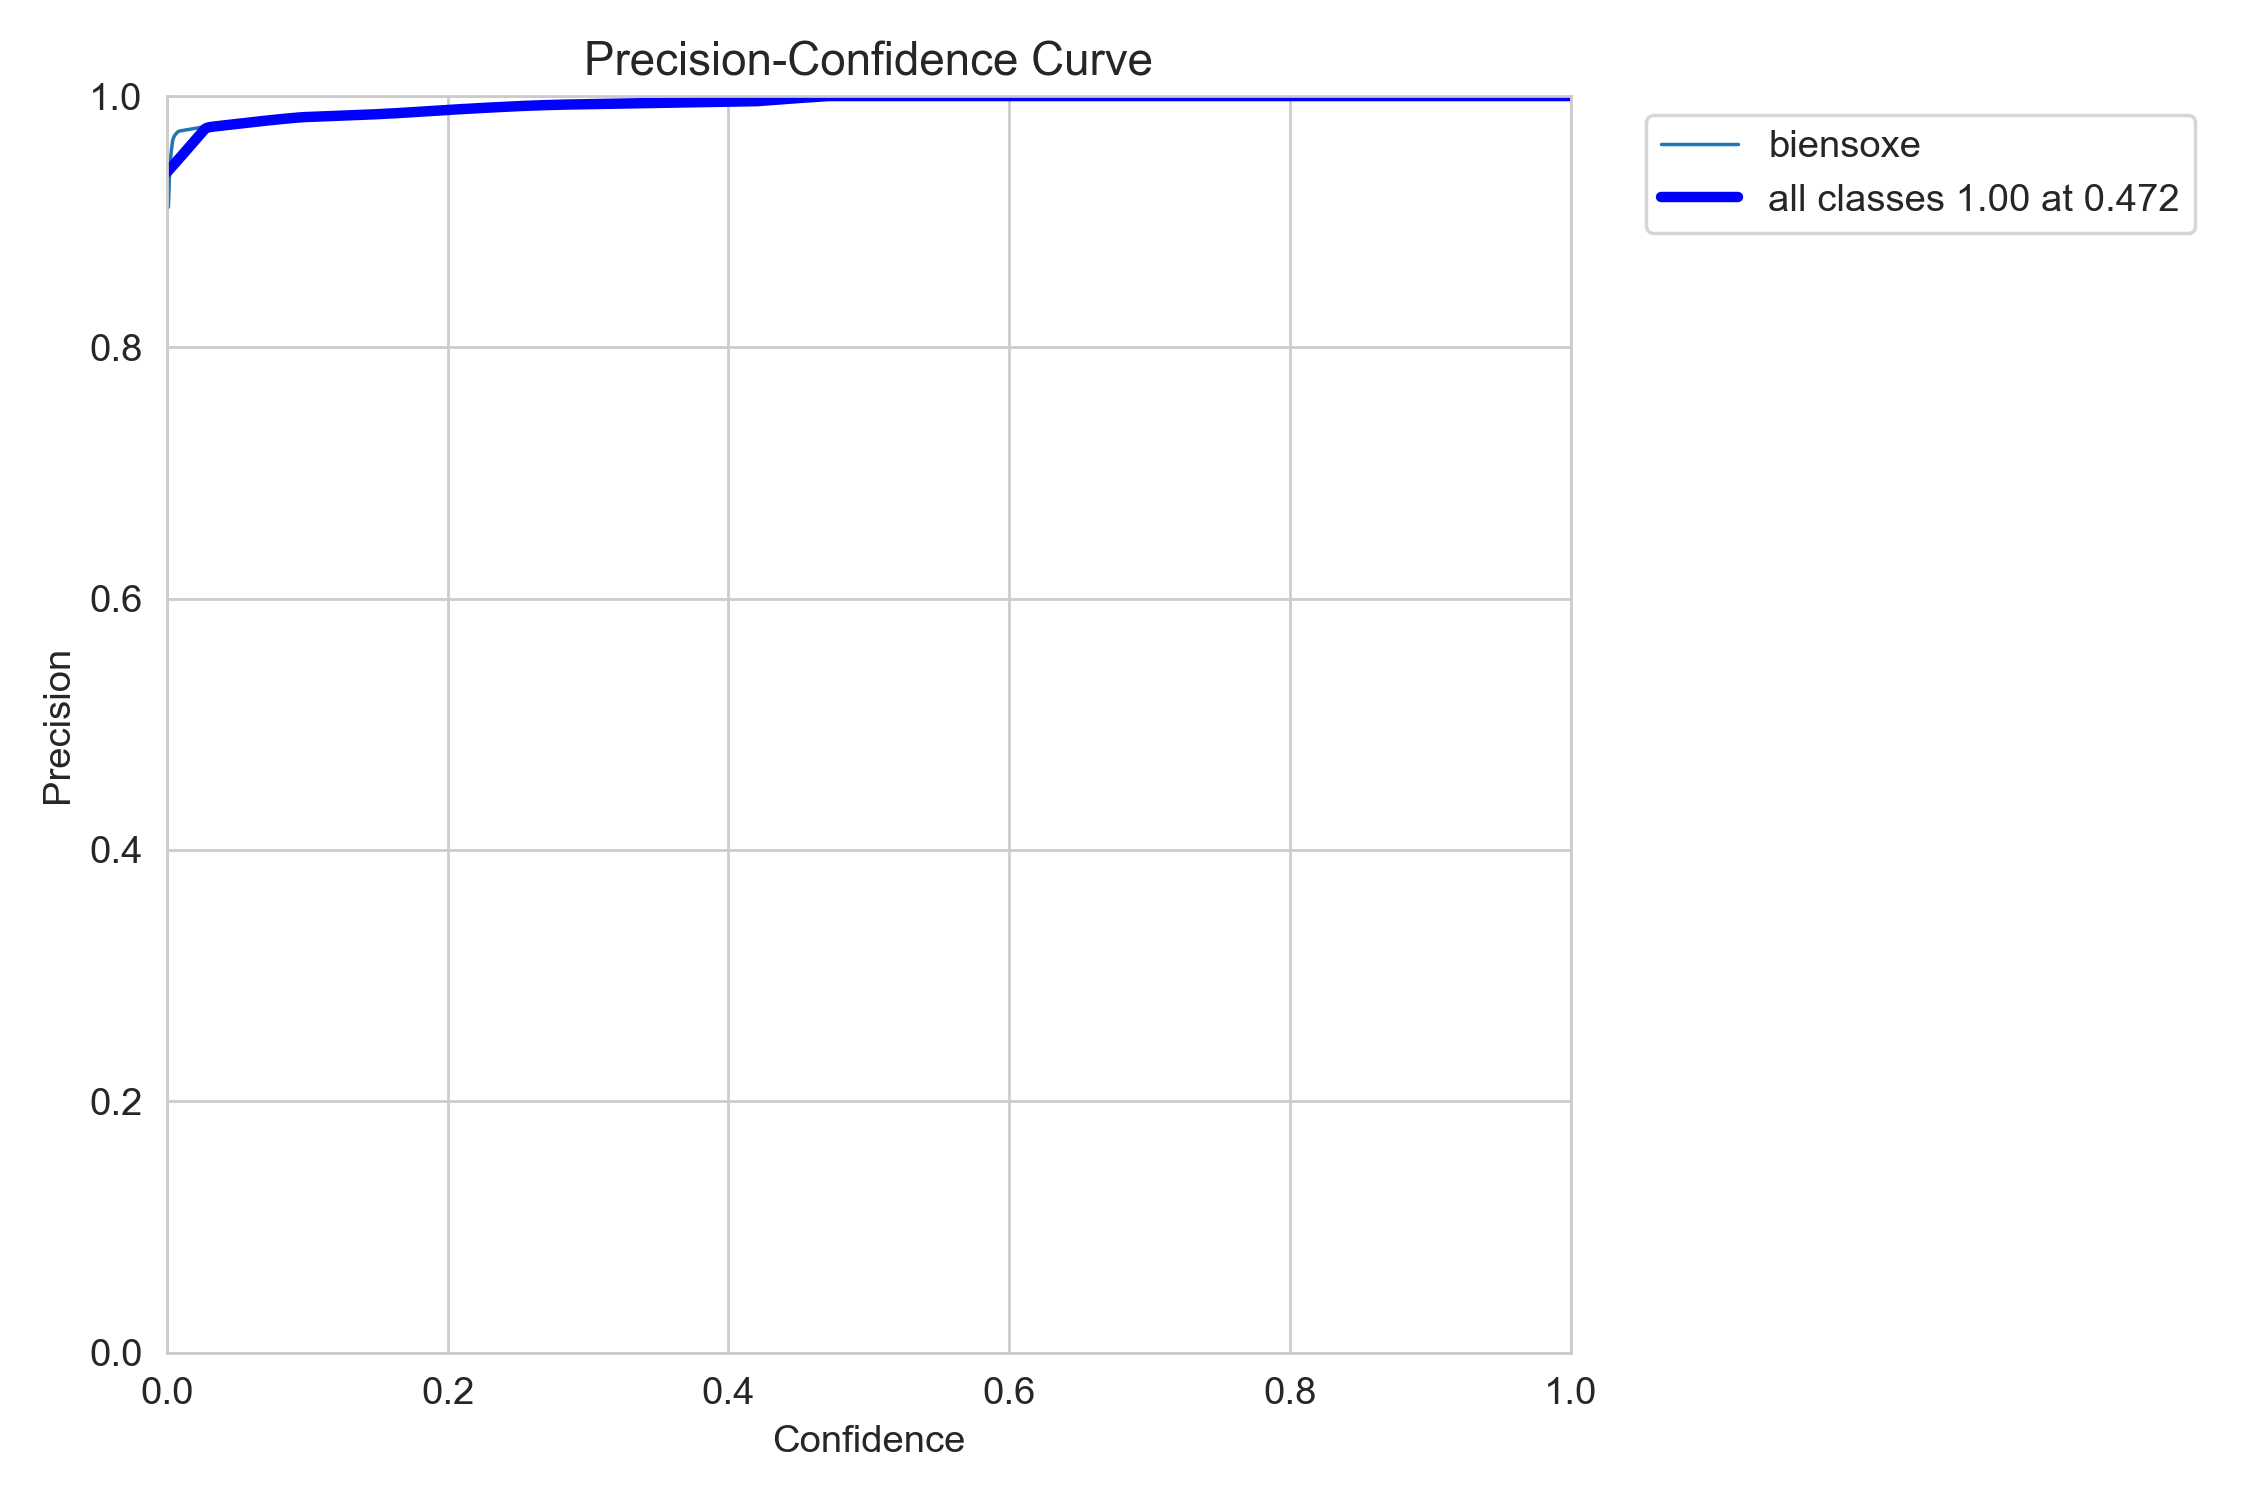 Precision-Confidence Curve
1.0
0.8
0.6
0.4
0.2
0.0
Precision
0.0 0.2 0.4 0.6 0.8 1.0
Confidence
biensoxe
all classes 1.00 at 0.472